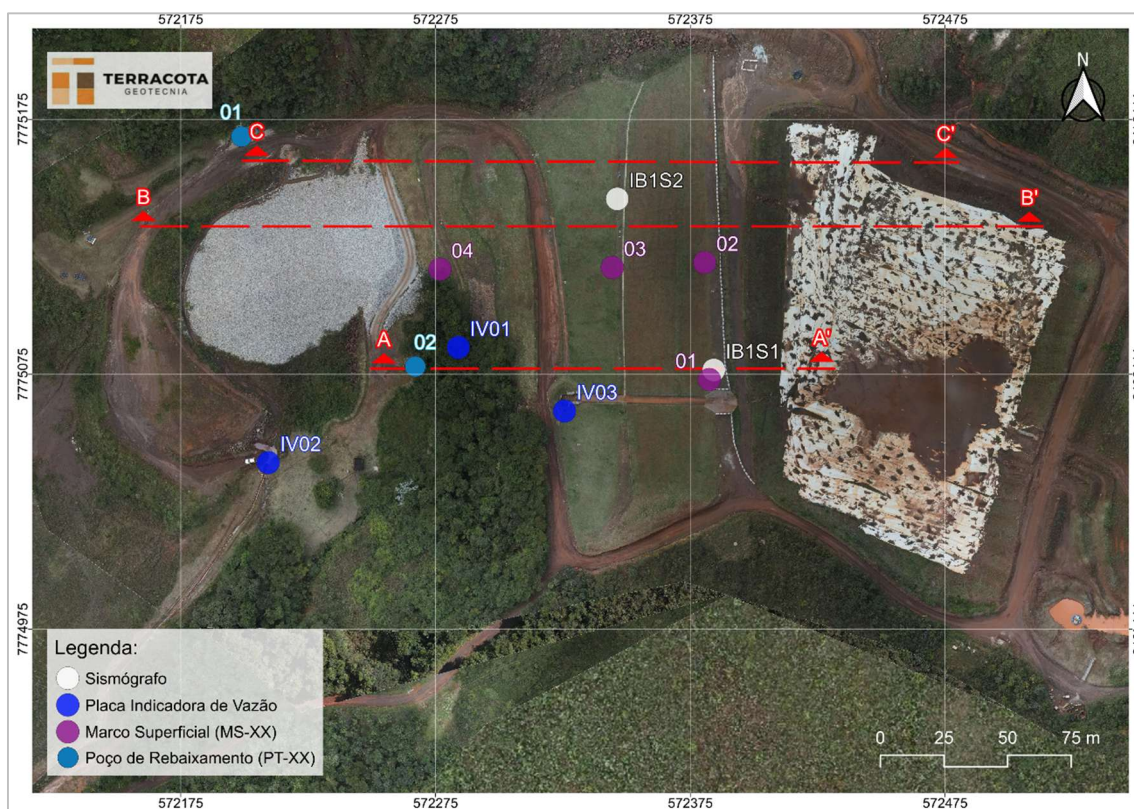 572175
572275
572375
572475
TERRACOTA
GEOTECNIA
N
7775175
01
C
C'
IB1S2
B
B'
04
03
02
IV01
A
02
A'
IB1S1
01
7775075
IV03
IV02
7774975
Legenda:
Sismógrafo
Placa Indicadora de Vazão
Marco Superficial (MS-XX)
Poço de Rebaixamento (PT-XX)
0 25 50 75 m
572175
572275
572375
572475